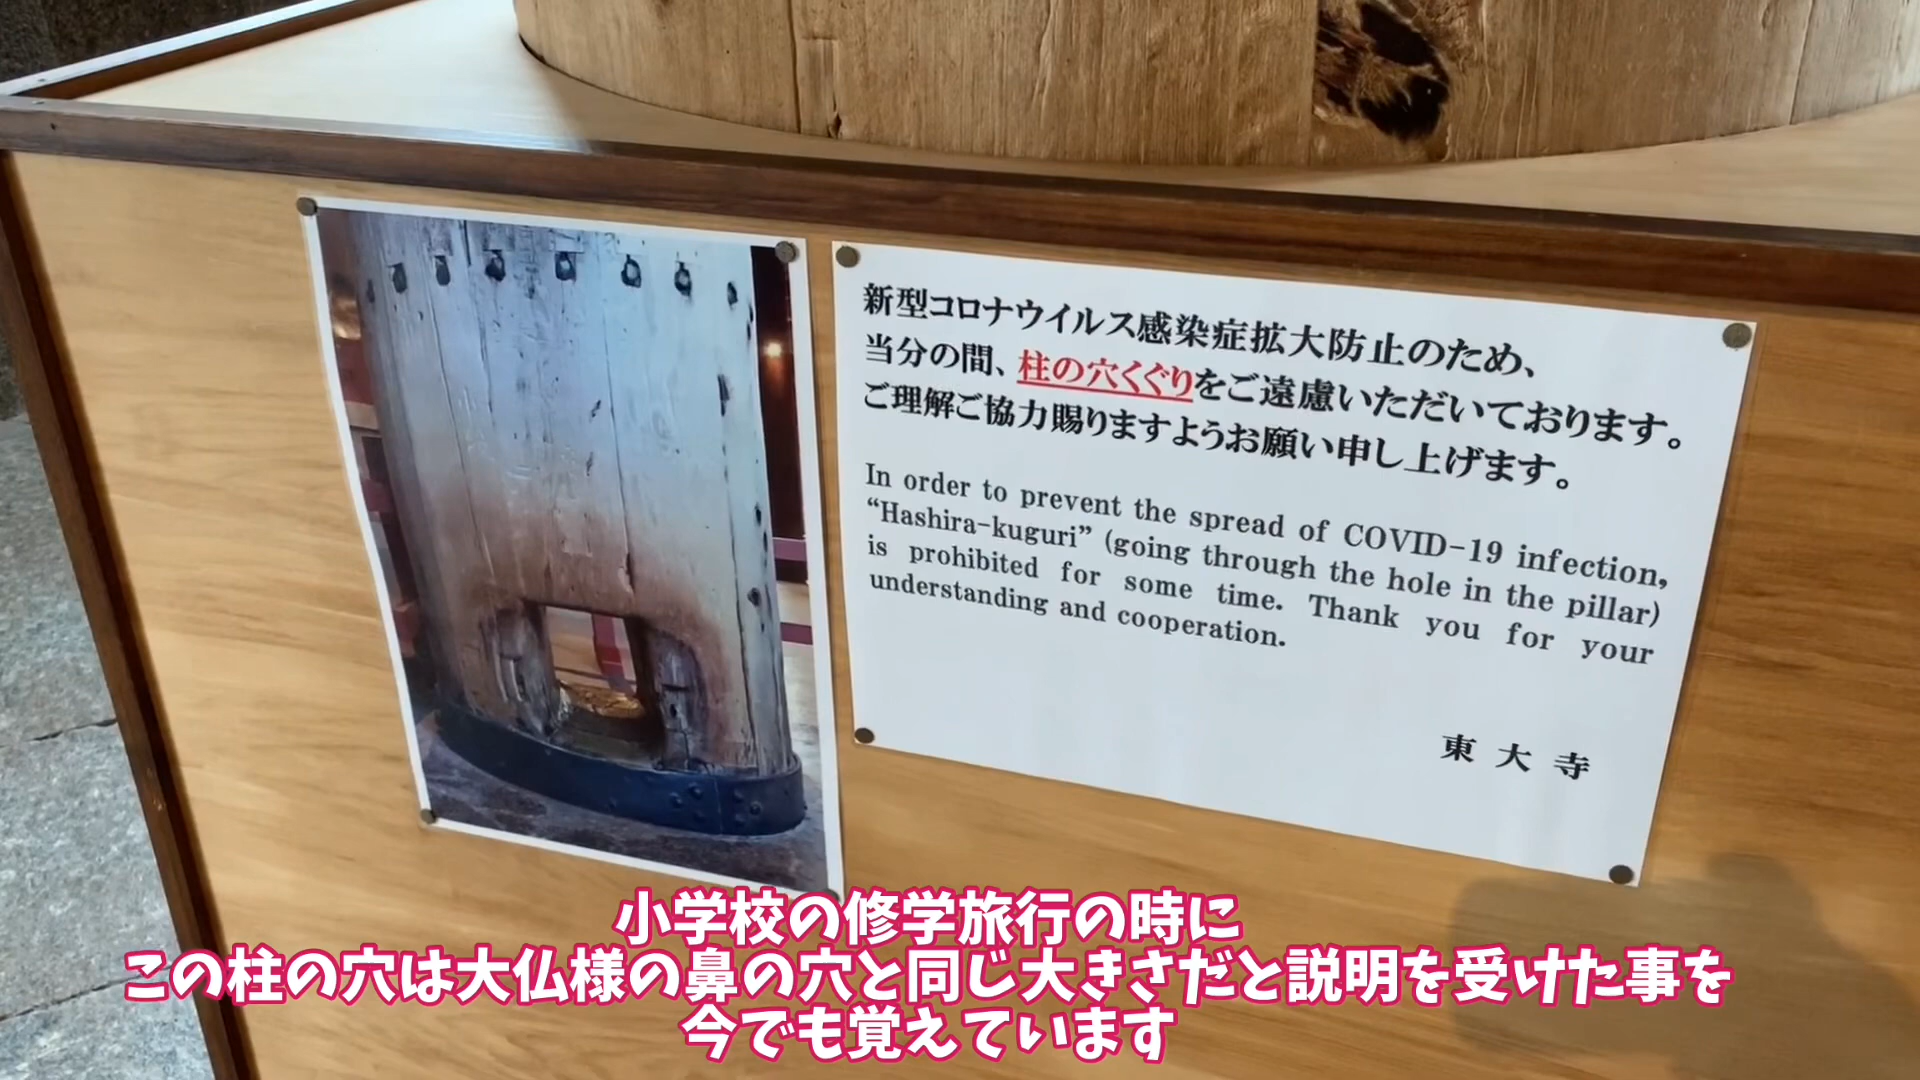 新型コロナウイルス感染症拡大防止のため、
当分の間、柱の穴くぐりをご遠慮いただいております。
ご理解ご協力賜りますようお願い申し上げます。
In order to prevent the spread of COVID-19 infection,
“Hashira-kuguri” (going through the hole in the pillar)
is prohibited for some time. Thank you for your
understanding and cooperation.
東大寺
小学校の修学旅行の時に
この柱の穴は大仏様の鼻の穴と同じ大きさだと説明を受けた事を
今でも覚えています